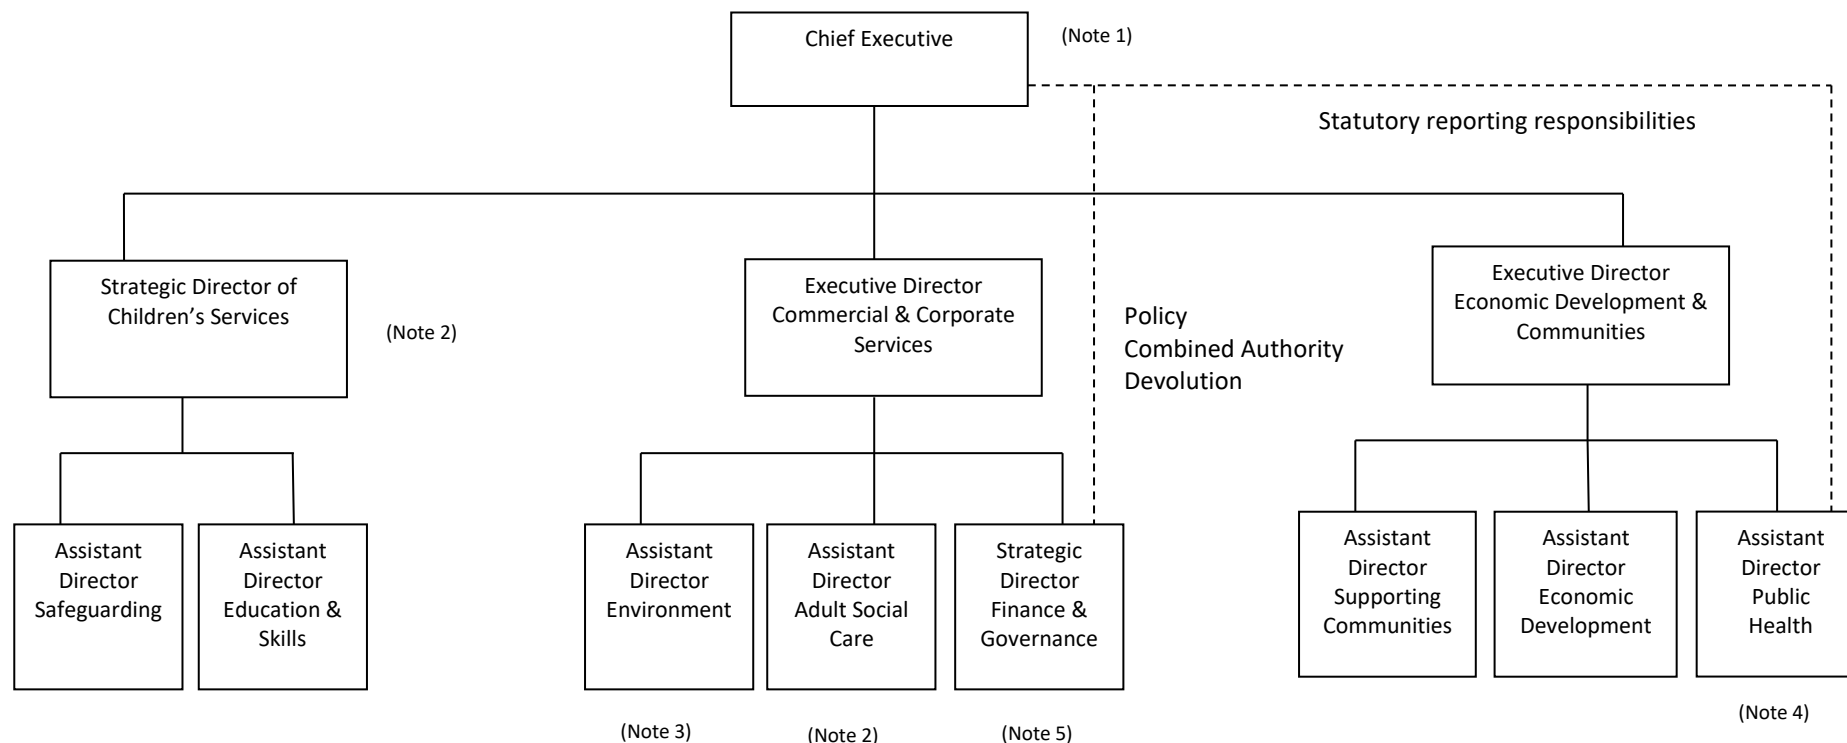 Chief Executive
(Note 1)
Statutory reporting responsibilities
Strategic Director of
Children’s Services
(Note 2)
Executive Director
Commercial & Corporate
Services
Policy
Combined Authority
Devolution
Executive Director
Economic Development &
Communities
Assistant
Director
Safeguarding
Assistant
Director
Education &
Skills
Assistant
Director
Environment
Assistant
Director
Adult Social
Care
Strategic
Director
Finance &
Governance
Assistant
Director
Supporting
Communities
Assistant
Director
Economic
Development
Assistant
Director
Public
Health
(Note 3)
(Note 2)
(Note 5)
(Note 4)